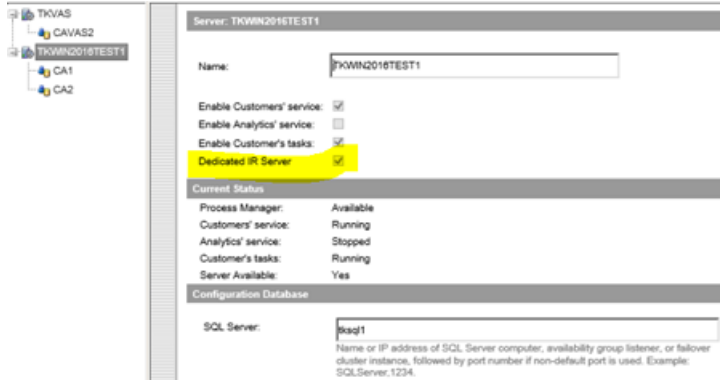 TKVAS
CAVAS2
TKWIN2016TEST1
CA1
CA2
Server: TKWIN2016TEST1
Name: TKWIN2016TEST1
Enable Customers' service:
Enable Analytics' service:
Enable Customer's tasks:
Dedicated IR Server
Current Status
Process Manager: Available
Customers' service: Running
Analytics' service: Stopped
Customer's tasks: Running
Server Available: Yes
Configuration Database
SQL Server: tksql1
Name or IP address of SQL Server computer, availability group listener, or failover
cluster instance, followed by port number if non-default port is used. Example:
SQLServer,1234.